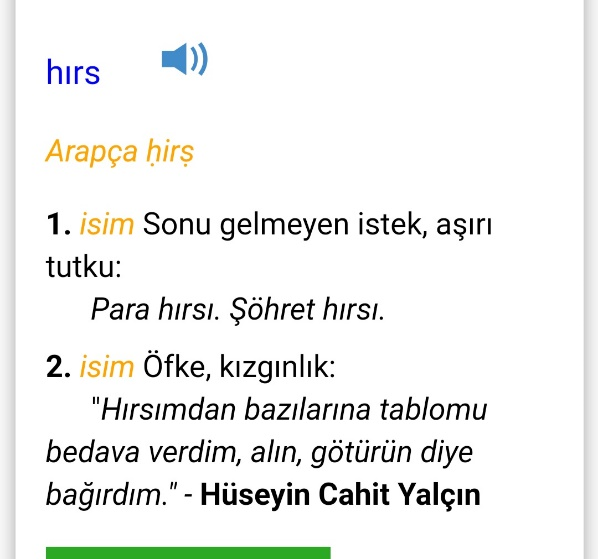 hırs
Arapça ḥirṣ
1. isim Sonu gelmeyen istek, aşırı
tutku:
Para hırsı. Şöhret hırsı.
2. isim Öfke, kızgınlık:
"Hırsımdan bazılarına tablomu
bedava verdim, alın, götürün diye
bağırdım." - Hüseyin Cahit Yalçın